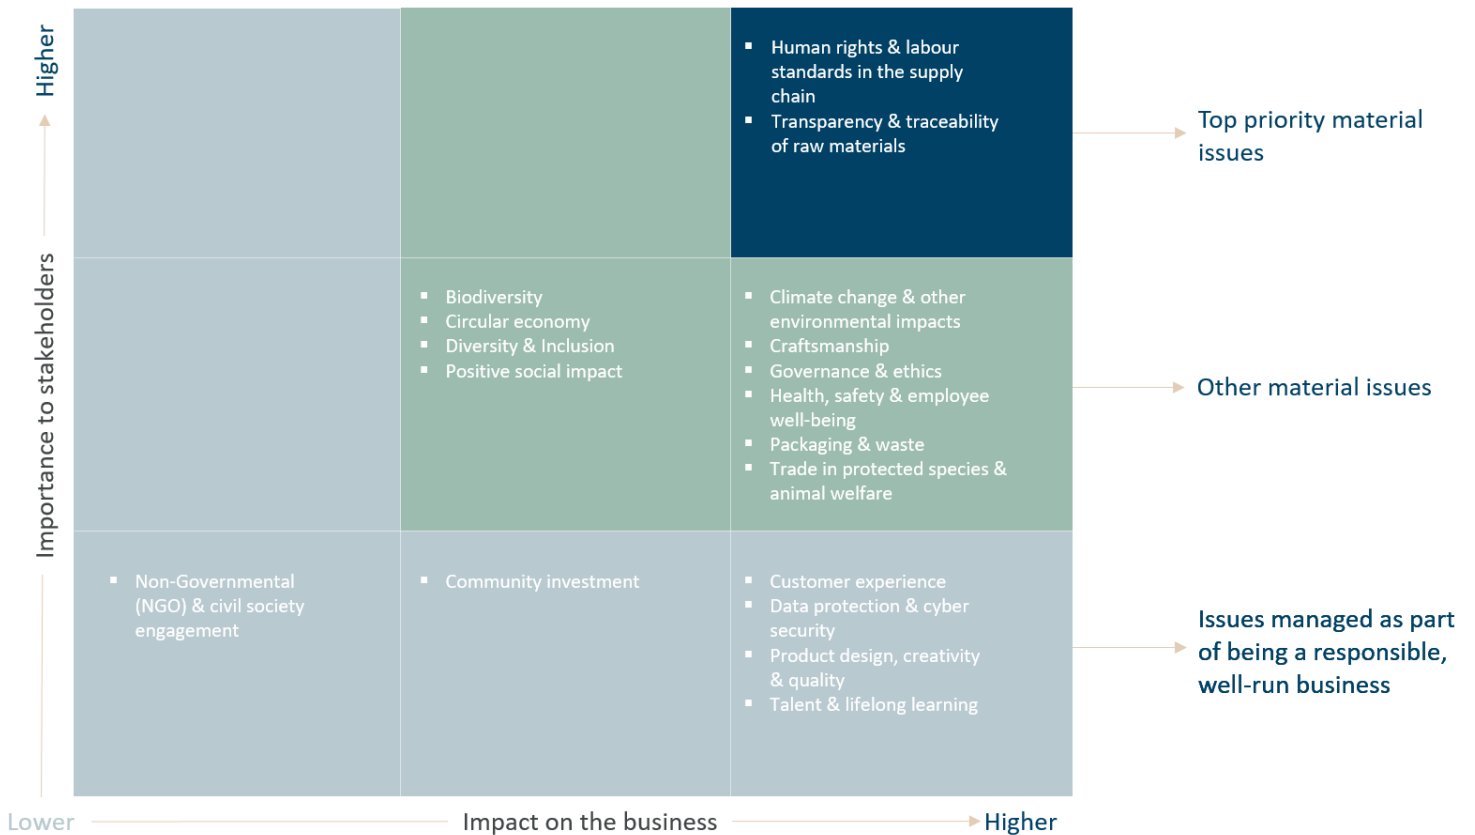 Higher
Importance to stakeholders
▪ Human rights & labour
standards in the supply
chain
▪ Transparency & traceability
of raw materials
Top priority material
issues
▪ Biodiversity
▪ Circular economy
▪ Diversity & Inclusion
▪ Positive social impact
▪ Climate change & other
environmental impacts
▪ Craftsmanship
▪ Governance & ethics
▪ Health, safety & employee
well-being
▪ Packaging & waste
▪ Trade in protected species &
animal welfare
Other material issues
▪ Non-Governmental
(NGO) & civil society
engagement
▪ Community investment
▪ Customer experience
▪ Data protection & cyber
security
▪ Product design, creativity
& quality
▪ Talent & lifelong learning
Issues managed as part
of being a responsible,
well-run business
Lower
Impact on the business
Higher